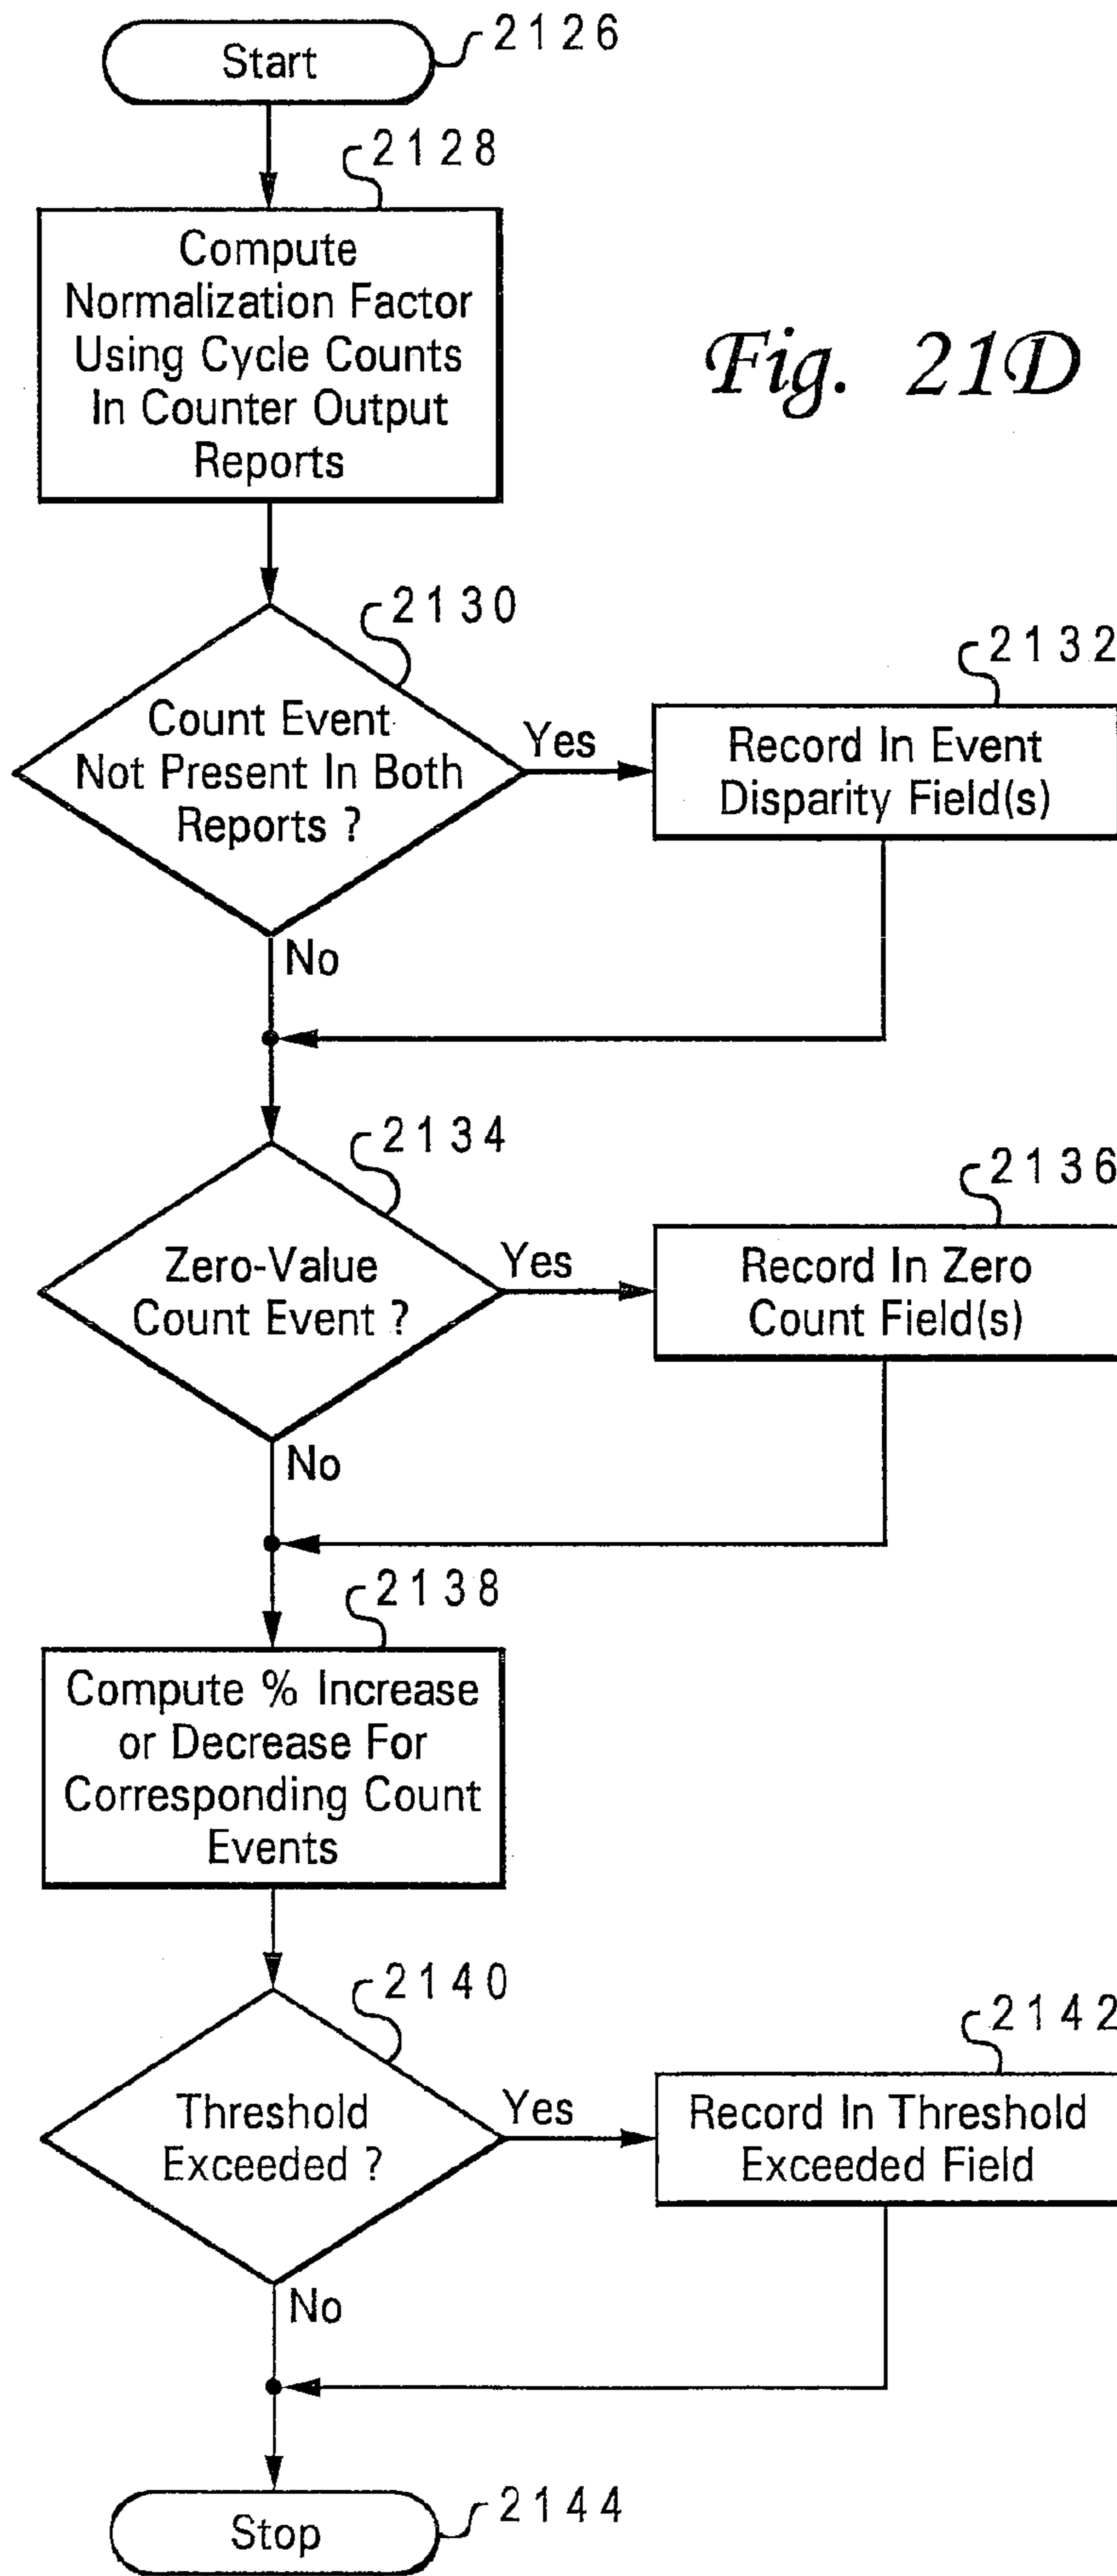 Start
2126
2128
Compute
Normalization Factor
Using Cycle Counts
In Counter Output
Reports
Fig. 21D
2130
Count Event
Not Present In Both
Reports ?
Yes
2132
Record In Event
Disparity Field(s)
No
2134
Zero-Value
Count Event ?
Yes
2136
Record In Zero
Count Field(s)
No
2138
Compute % Increase
or Decrease For
Corresponding Count
Events
2140
Threshold
Exceeded ?
Yes
2142
Record In Threshold
Exceeded Field
No
Stop
2144